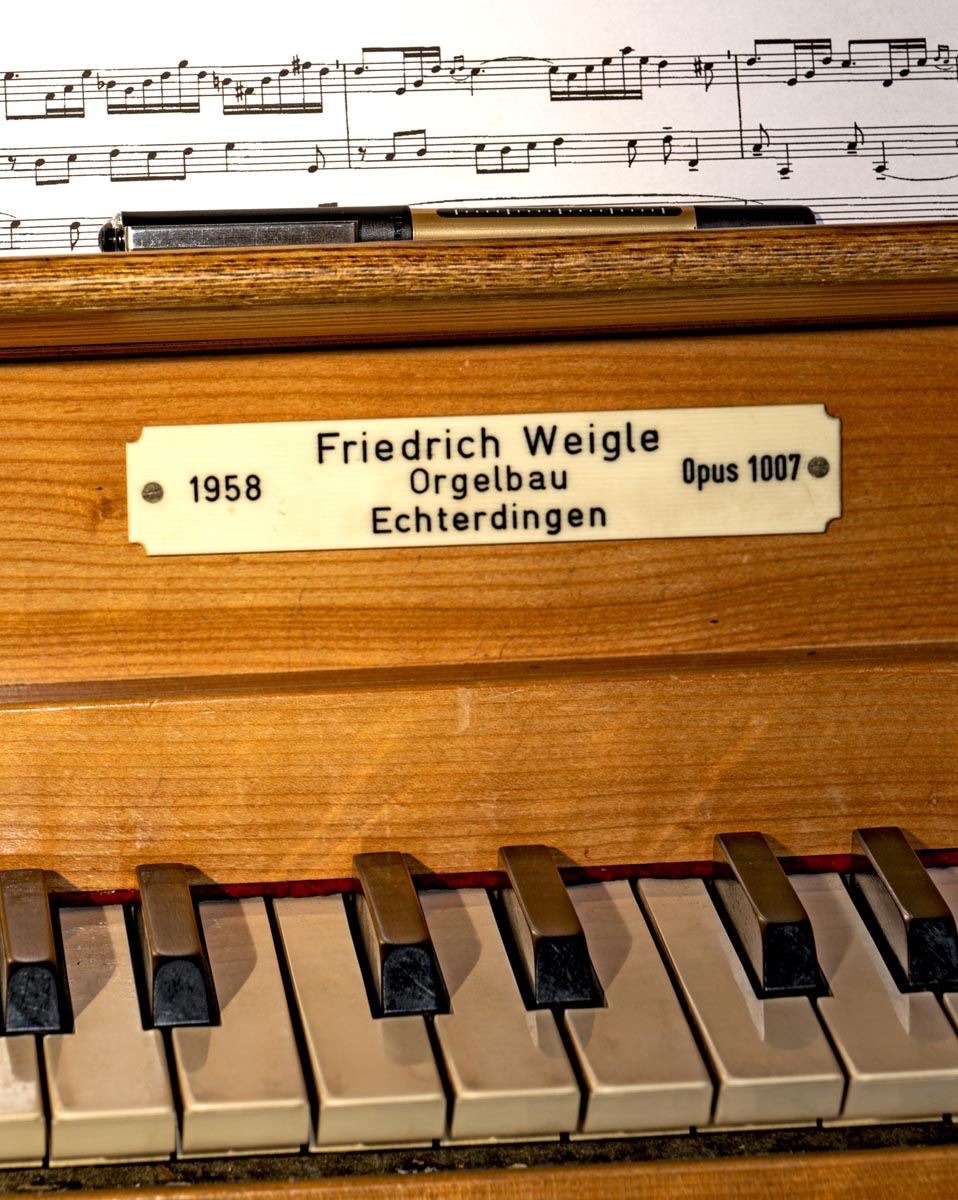 Friedrich Weigle
1958 Orgelbau Opus 1007
Echterdingen